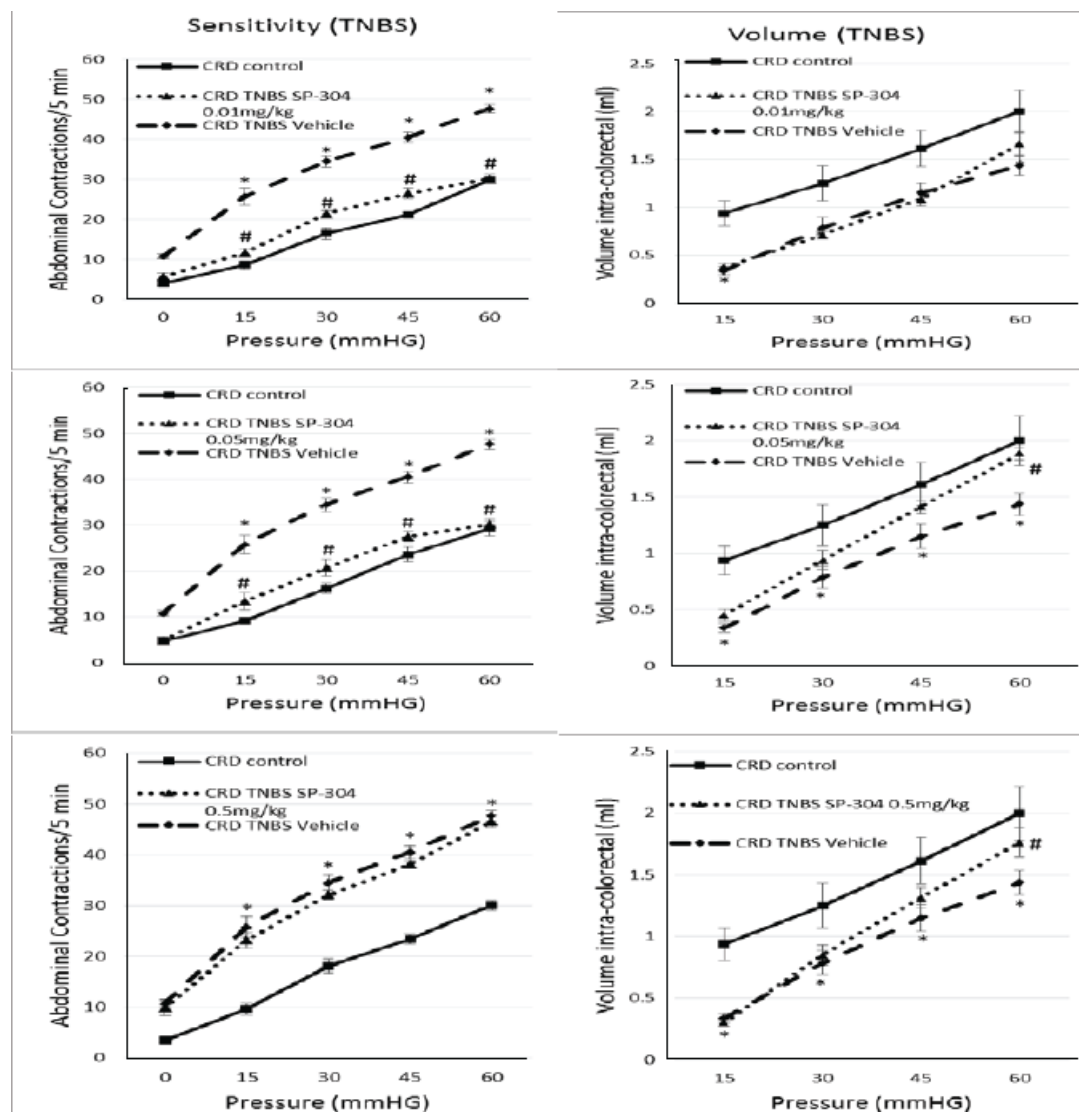 Sensitivity (TNBS)
60
50
40
30
20
10
0
Abdominal Contractions/5 min
CRD control
CRD TNBS SP-304
0.01mg/kg
CRD TNBS Vehicle
*
*
*
*
#
#
#
#
0 15 30 45 60
Pressure (mmHG)
Volume (TNBS)
2.5
2
1.5
1
0.5
0
Volume intra-colorectal (ml)
CRD control
CRD TNBS SP-304
0.01mg/kg
CRD TNBS Vehicle
*
15 30 45 60
Pressure (mmHG)
60
50
40
30
20
10
0
Abdominal Contractions/5 min
CRD control
CRD TNBS SP-304
0.05mg/kg
CRD TNBS Vehicle
*
*
*
*
#
#
#
#
0 15 30 45 60
Pressure (mmHG)
2.5
2
1.5
1
0.5
0
Volume intra-colorectal (ml)
CRD control
CRD TNBS SP-304
0.05mg/kg
CRD TNBS Vehicle
#
*
*
*
*
15 30 45 60
Pressure (mmHG)
60
50
40
30
20
10
0
Abdominal Contractions/5 min
CRD control
CRD TNBS SP-304
0.5mg/kg
CRD TNBS Vehicle
*
*
*
*
0 15 30 45 60
Pressure (mmHG)
2.5
2
1.5
1
0.5
0
Volume intra-colorectal (ml)
CRD control
CRD TNBS SP-304 0.5mg/kg
CRD TNBS Vehicle
#
*
*
*
*
15 30 45 60
Pressure (mmHG)